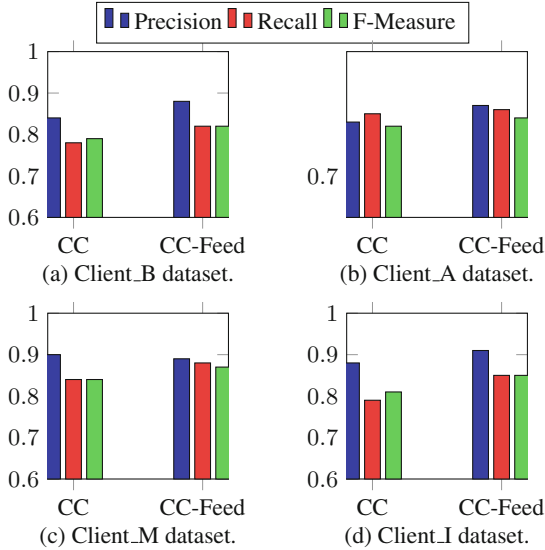 Precision Recall F-Measure
1
0.9
0.8
0.7
0.6
CC CC-Feed
(a) Client_B dataset.
0.7
CC CC-Feed
(b) Client_A dataset.
1
0.9
0.8
0.7
0.6
CC CC-Feed
(c) Client_M dataset.
1
0.9
0.8
0.7
0.6
CC CC-Feed
(d) Client_I dataset.